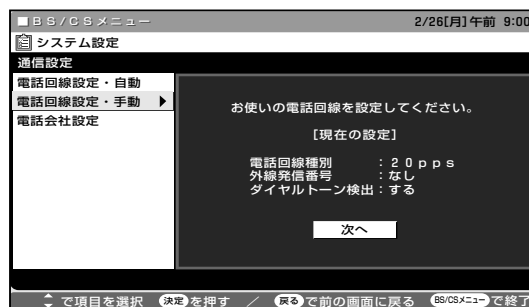 ■BS/CSメニュー 2/26[月]午前 9:00
システム設定
通信設定
電話回線設定・自動
電話回線設定・手動 ▶
電話会社設定
お使いの電話回線を設定してください。
[現在の設定]
電話回線種別 :20pps
外線発信番号 :なし
ダイヤルトーン検出:する
次へ
で項目を選択 決定を押す / 戻るで前の画面に戻る BS/CSメニューで終了